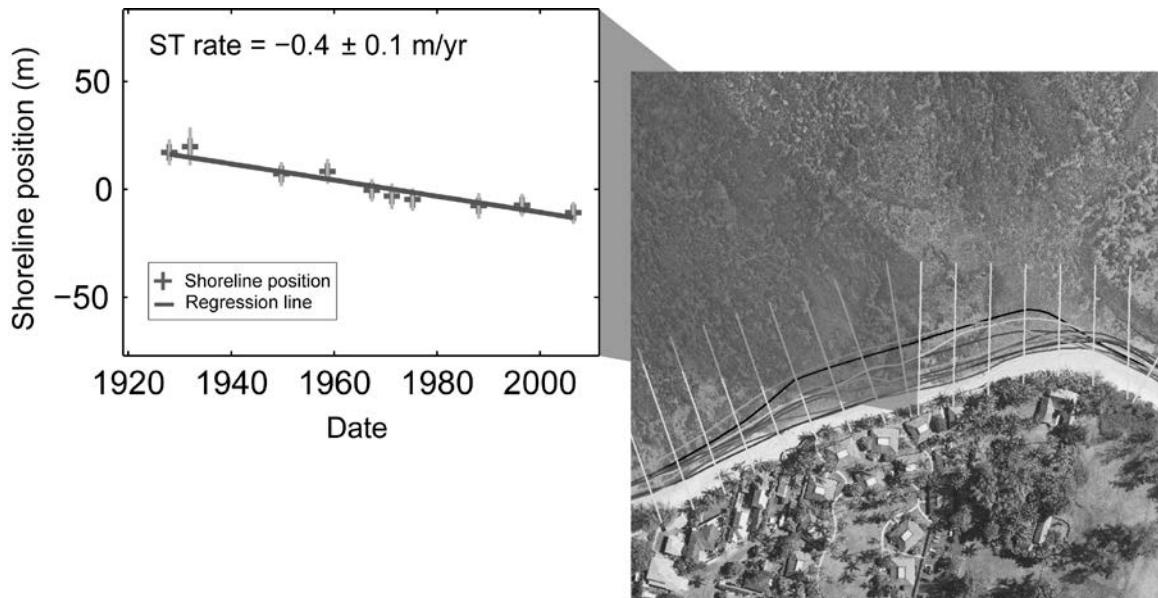 ST rate = −0.4 ± 0.1 m/yr
Shoreline position (m)
50
0
−50
Shoreline position
Regression line
1920 1940 1960 1980 2000
Date